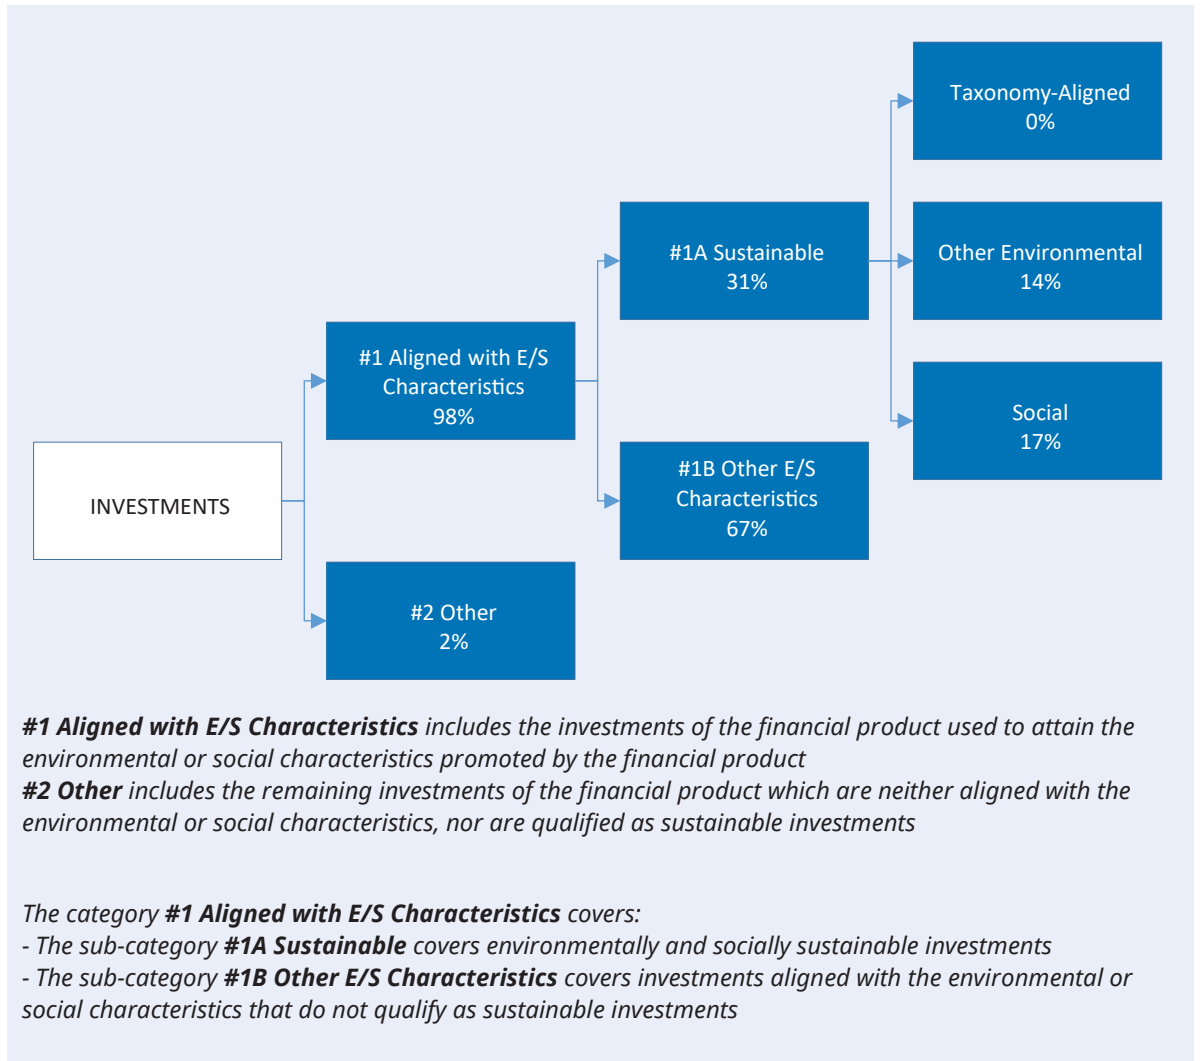 Taxonomy-Aligned
0%
#1A Sustainable
31%
Other Environmental
14%
#1 Aligned with E/S
Characteristics
98%
Social
17%
#1B Other E/S
Characteristics
67%
INVESTMENTS
#2 Other
2%
#1 Aligned with E/S Characteristics includes the investments of the financial product used to attain the
environmental or social characteristics promoted by the financial product
#2 Other includes the remaining investments of the financial product which are neither aligned with the
environmental or social characteristics, nor are qualified as sustainable investments
The category #1 Aligned with E/S Characteristics covers:
- The sub-category #1A Sustainable covers environmentally and socially sustainable investments
- The sub-category #1B Other E/S Characteristics covers investments aligned with the environmental or
social characteristics that do not qualify as sustainable investments